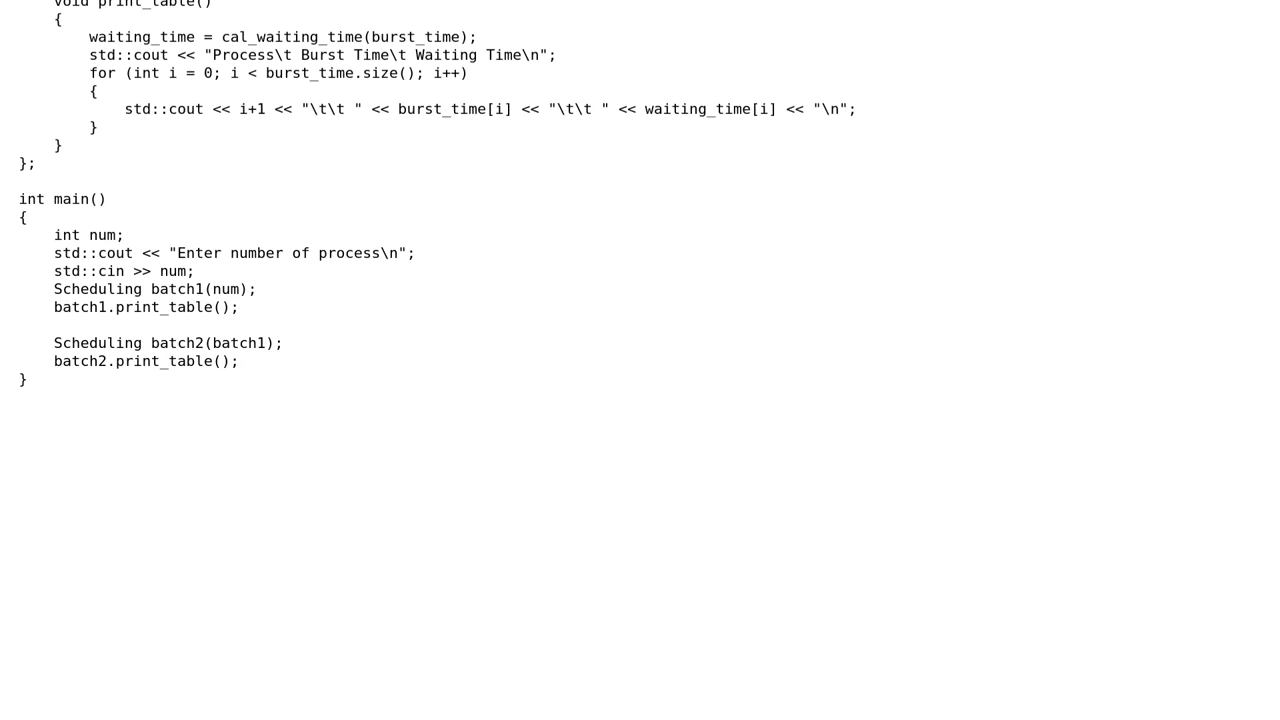 void print_table()
    {
        waiting_time = cal_waiting_time(burst_time);
        std::cout << "Process\t Burst Time\t Waiting Time\n";
        for (int i = 0; i < burst_time.size(); i++)
        {
            std::cout << i+1 << "\t\t " << burst_time[i] << "\t\t " << waiting_time[i] << "\n";
        }
    }
};

int main()
{
    int num;
    std::cout << "Enter number of process\n";
    std::cin >> num;
    Scheduling batch1(num);
    batch1.print_table();

    Scheduling batch2(batch1);
    batch2.print_table();
}